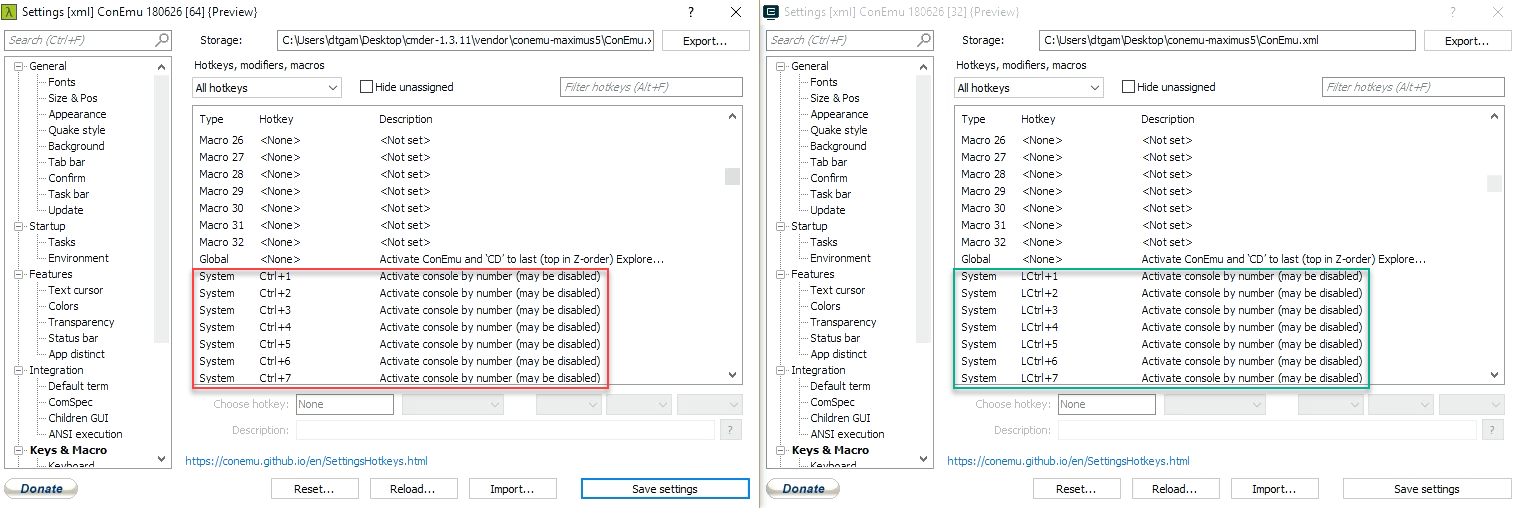 Settings [xml] ConEmu 180626 [64] {Preview}
Search (Ctrl+F)
Storage: C:\Users\dtgam\Desktop\cmder-1.3.11\vendor\conemu-maximus5\ConEmu.x Export...
General
Fonts
Size & Pos
Appearance
Quake style
Background
Tab bar
Confirm
Task bar
Update
Startup
Tasks
Environment
Features
Text cursor
Colors
Transparency
Status bar
App distinct
Integration
Default term
ComSpec
Children GUI
ANSI execution
Keys & Macro
Keyboard
Hotkeys, modifiers, macros
All hotkeys Hide unassigned Filter hotkeys (Alt+F)
Type Hotkey Description
Macro 26 <None> <Not set>
Macro 27 <None> <Not set>
Macro 28 <None> <Not set>
Macro 29 <None> <Not set>
Macro 30 <None> <Not set>
Macro 31 <None> <Not set>
Macro 32 <None> <Not set>
Global <None> Activate ConEmu and 'CD' to last (top in Z-order) Explore...
System Ctrl+1 Activate console by number (may be disabled)
System Ctrl+2 Activate console by number (may be disabled)
System Ctrl+3 Activate console by number (may be disabled)
System Ctrl+4 Activate console by number (may be disabled)
System Ctrl+5 Activate console by number (may be disabled)
System Ctrl+6 Activate console by number (may be disabled)
System Ctrl+7 Activate console by number (may be disabled)
Choose hotkey: None
Description: ?
https://conemu.github.io/en/SettingsHotkeys.html
Donate Reset... Reload... Import... Save settings
Settings [xml] ConEmu 180626 [32] {Preview}
Search (Ctrl+F)
Storage: C:\Users\dtgam\Desktop\conemu-maximus5\ConEmu.xml Export...
General
Fonts
Size & Pos
Appearance
Quake style
Background
Tab bar
Confirm
Task bar
Update
Startup
Tasks
Environment
Features
Text cursor
Colors
Transparency
Status bar
App distinct
Integration
Default term
ComSpec
Children GUI
ANSI execution
Keys & Macro
Keyboard
Hotkeys, modifiers, macros
All hotkeys Hide unassigned Filter hotkeys (Alt+F)
Type Hotkey Description
Macro 26 <None> <Not set>
Macro 27 <None> <Not set>
Macro 28 <None> <Not set>
Macro 29 <None> <Not set>
Macro 30 <None> <Not set>
Macro 31 <None> <Not set>
Macro 32 <None> <Not set>
Global <None> Activate ConEmu and 'CD' to last (top in Z-order) Explore...
System LCtrl+1 Activate console by number (may be disabled)
System LCtrl+2 Activate console by number (may be disabled)
System LCtrl+3 Activate console by number (may be disabled)
System LCtrl+4 Activate console by number (may be disabled)
System LCtrl+5 Activate console by number (may be disabled)
System LCtrl+6 Activate console by number (may be disabled)
System LCtrl+7 Activate console by number (may be disabled)
Choose hotkey: None
Description: ?
https://conemu.github.io/en/SettingsHotkeys.html
Donate Reset... Reload... Import... Save settings